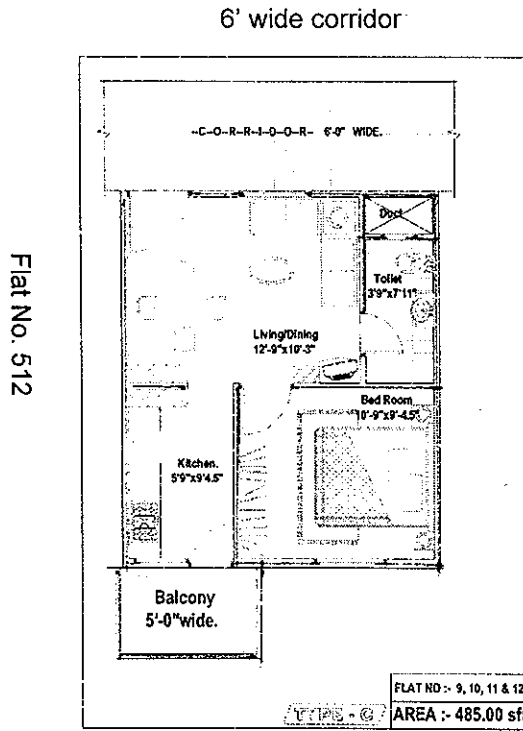 6' wide corridor
-C-O-R-R-I-D-O-R- 6'-0" WIDE.
Duct
Toilet
3'9"x7'11"
Living/Dining
12'-9"x10'-3"
Bed Room
10'-9"x9'-4.5"
Kitchen.
5'9"x9'4.5"
Flat No. 512
Balcony
5'-0"wide.
FLAT NO :- 9, 10, 11 & 12
TYPE - C
AREA :- 485.00 sf